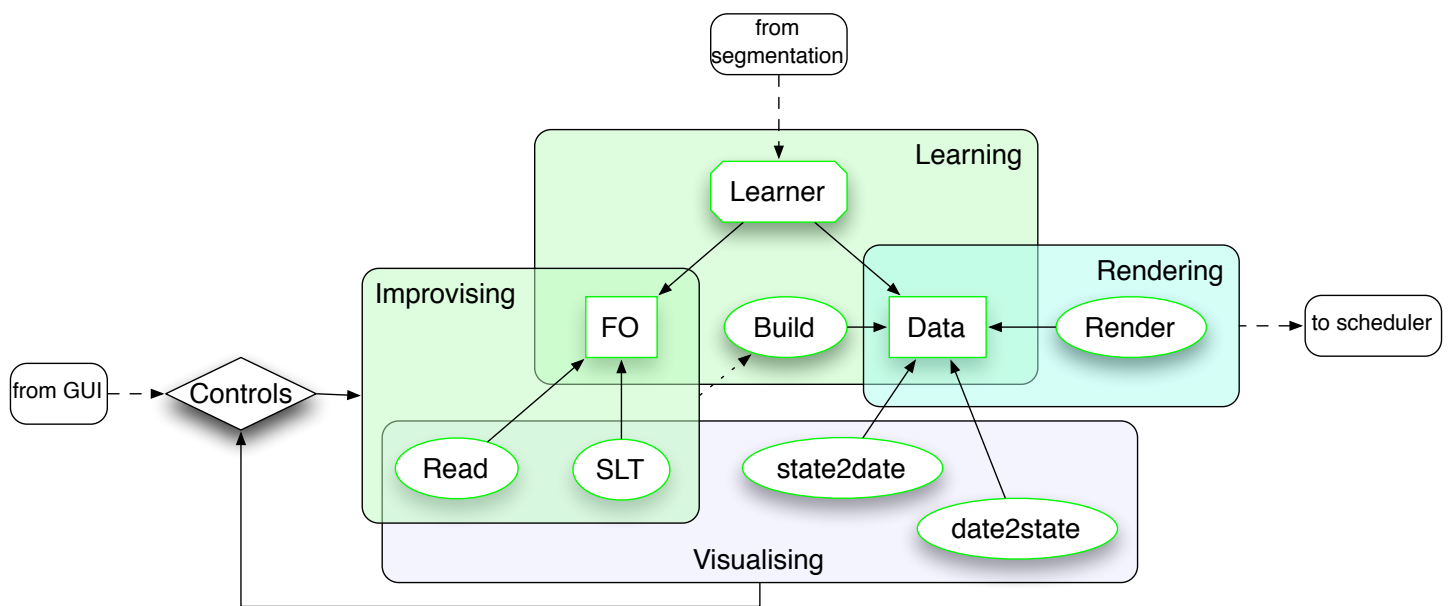 from
segmentation
Learning
Learner
Rendering
Improvising
FO
Build
Data
Render
to scheduler
from GUI
Controls
Read
SLT
state2date
date2state
Visualising